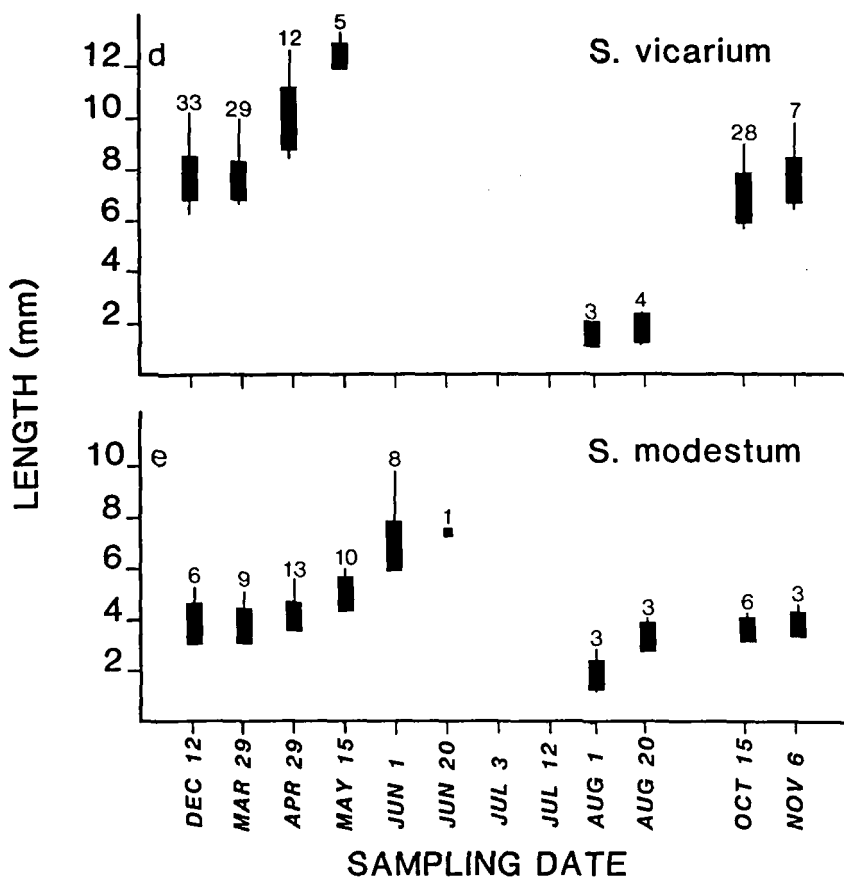 LENGTH (mm)
d
S. vicarium
12
10
8
6
4
2
33
29
12
5
3
4
28
7
e
S. modestum
10
8
6
4
2
6
9
13
10
8
1
3
3
6
3
DEC 12
MAR 29
APR 29
MAY 15
JUN 1
JUN 20
JUL 3
JUL 12
AUG 1
AUG 20
OCT 15
NOV 6
SAMPLING DATE